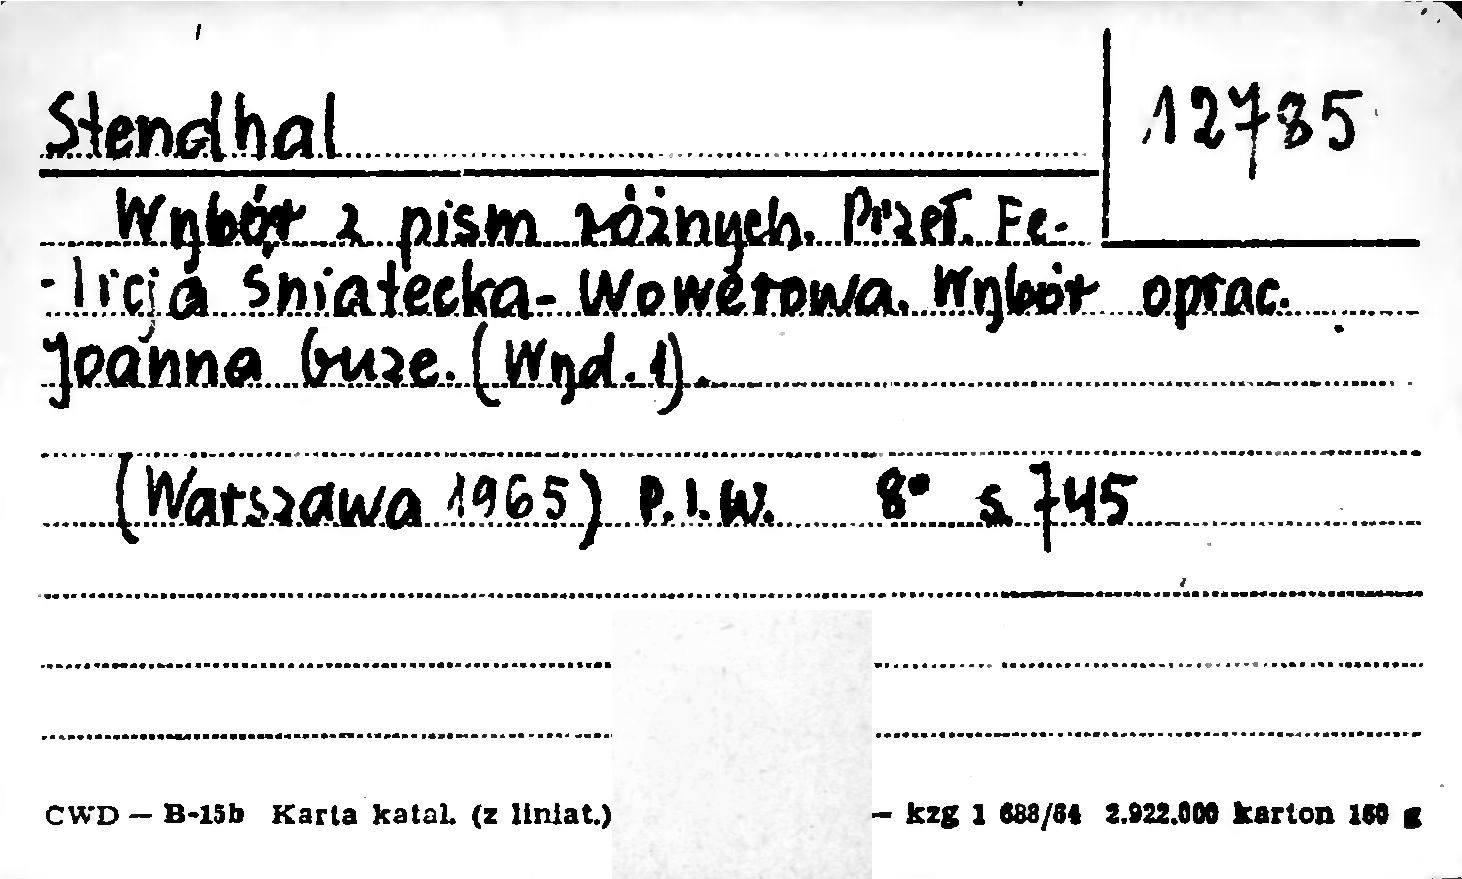 Stendhal
12785
Wybór z pism różnych. Przeł. Fe-
-licja Śniatecka-Wowerowa. Wybór oprac.
Joanna Guze. (Wyd. 1).
(Warszawa 1965) P.I.W. 8° s. 745
CWD — B-15b Karta katal. (z liniat.) — kzg 1 688/64 2.922.000 karton 160 g